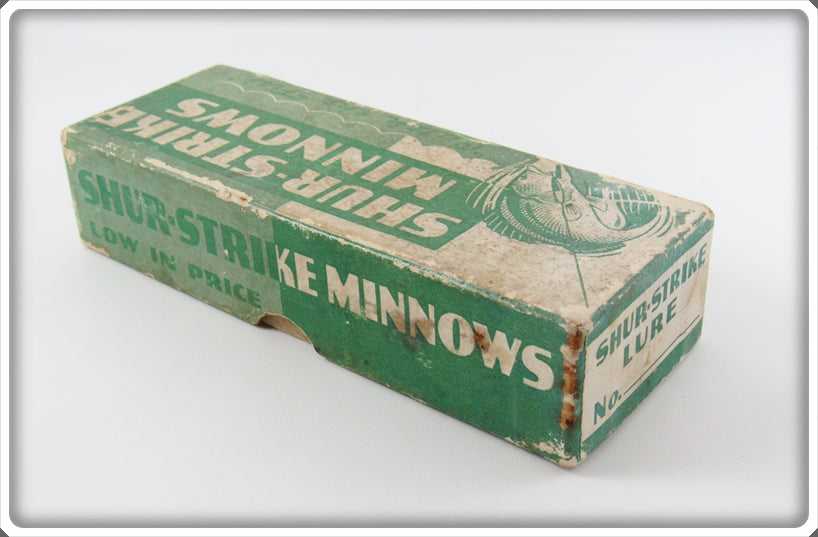 SHUR-STRIKE
MINNOWS
SHUR-STRIKE MINNOWS
LOW IN PRICE
SHUR-STRIKE
LURE
No.